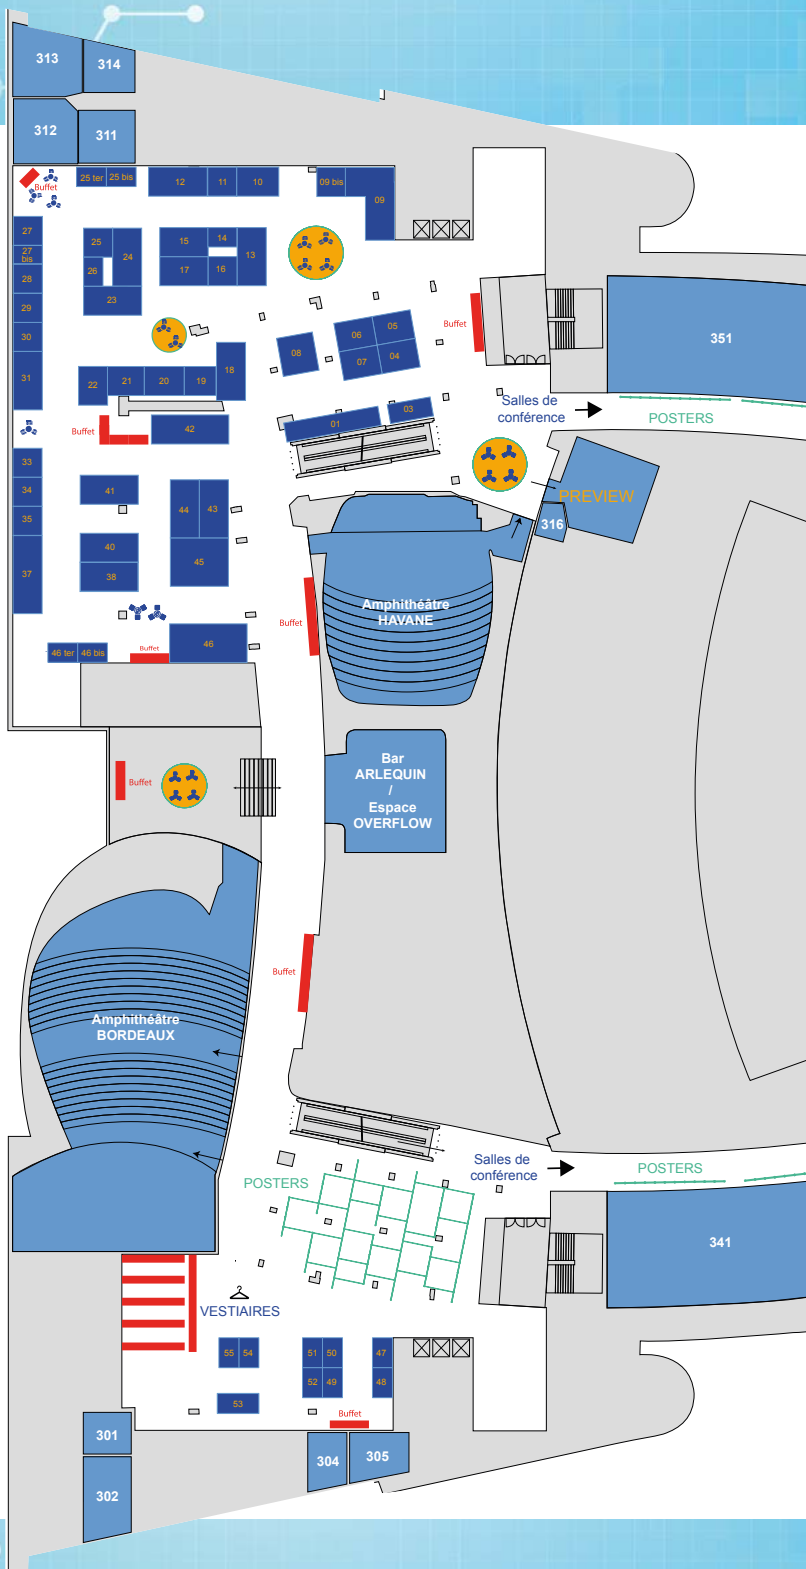 313
314
312
311
Buffet
25 ter
25 bis
12
11
10
09 bis
09
27
27
bis
28
29
30
31
25
24
26
23
15
14
13
17
16
08
06
05
07
04
Buffet
351
22
21
20
19
18
01
03
Salles de
conférence
POSTERS
Buffet
42
33
34
35
37
41
44
43
45
40
38
PREVIEW
316
Amphithéâtre
HAVANE
Buffet
46 ter
46 bis
Buffet
46
Buffet
Bar
ARLEQUIN
/
Espace
OVERFLOW
Buffet
Amphithéâtre
BORDEAUX
Salles de
conférence
POSTERS
POSTERS
341
VESTIAIRES
55
54
51
50
47
52
49
48
53
Buffet
301
302
304
305